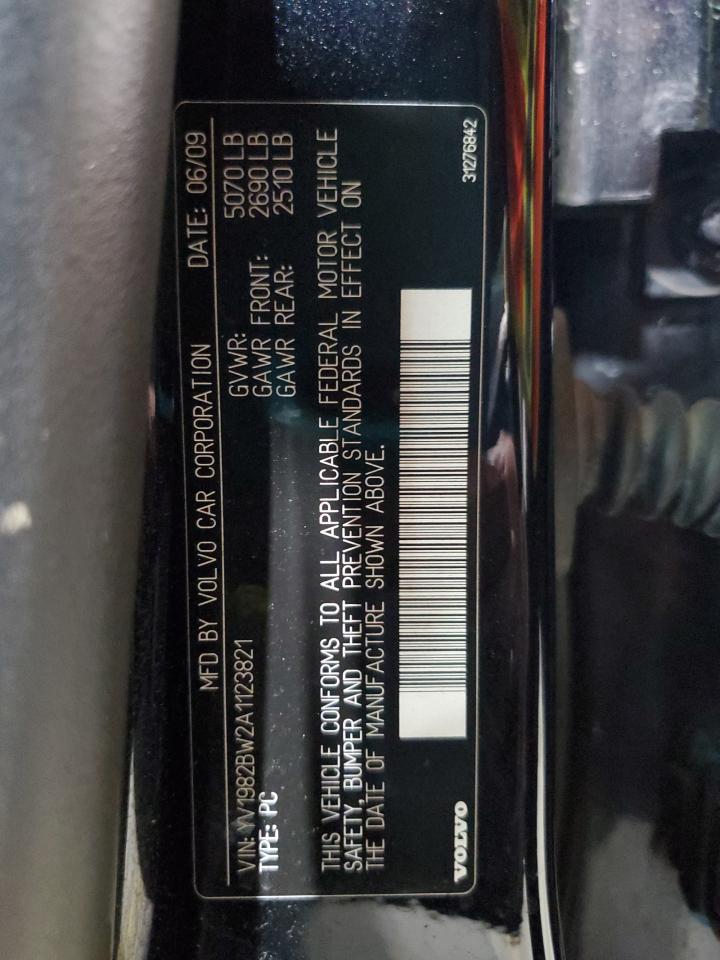 MFD BY VOLVO CAR CORPORATION DATE: 06/09
VIN: YV1982BW2A1123821 GVWR: 5070 LB
TYPE: PC GAWR FRONT: 2690 LB
GAWR REAR: 2510 LB
THIS VEHICLE CONFORMS TO ALL APPLICABLE FEDERAL MOTOR VEHICLE
SAFETY, BUMPER AND THEFT PREVENTION STANDARDS IN EFFECT ON
THE DATE OF MANUFACTURE SHOWN ABOVE.
VOLVO 31276842